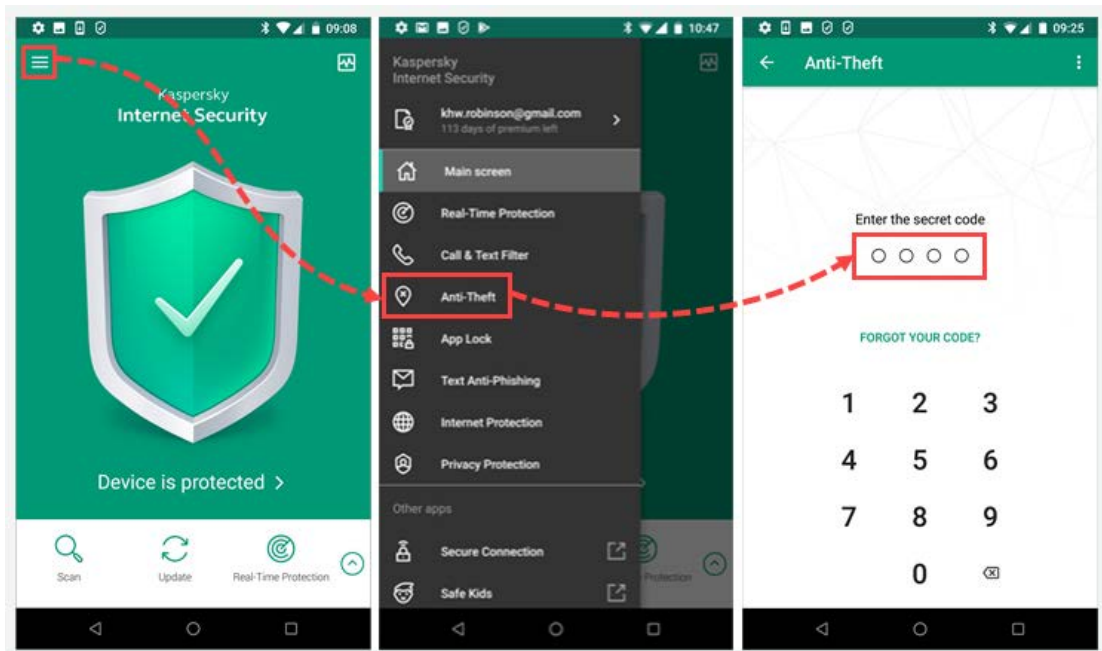 09:08
Kaspersky
Internet Security
Device is protected >
Scan
Update
Real-Time Protection
10:47
Kaspersky
Internet Security
khw.robinson@gmail.com
113 days of premium left
Main screen
Real-Time Protection
Call & Text Filter
Anti-Theft
App Lock
Text Anti-Phishing
Internet Protection
Privacy Protection
Other apps
Secure Connection
Safe Kids
Protection
09:25
Anti-Theft
Enter the secret code
FORGOT YOUR CODE?
1 2 3
4 5 6
7 8 9
0